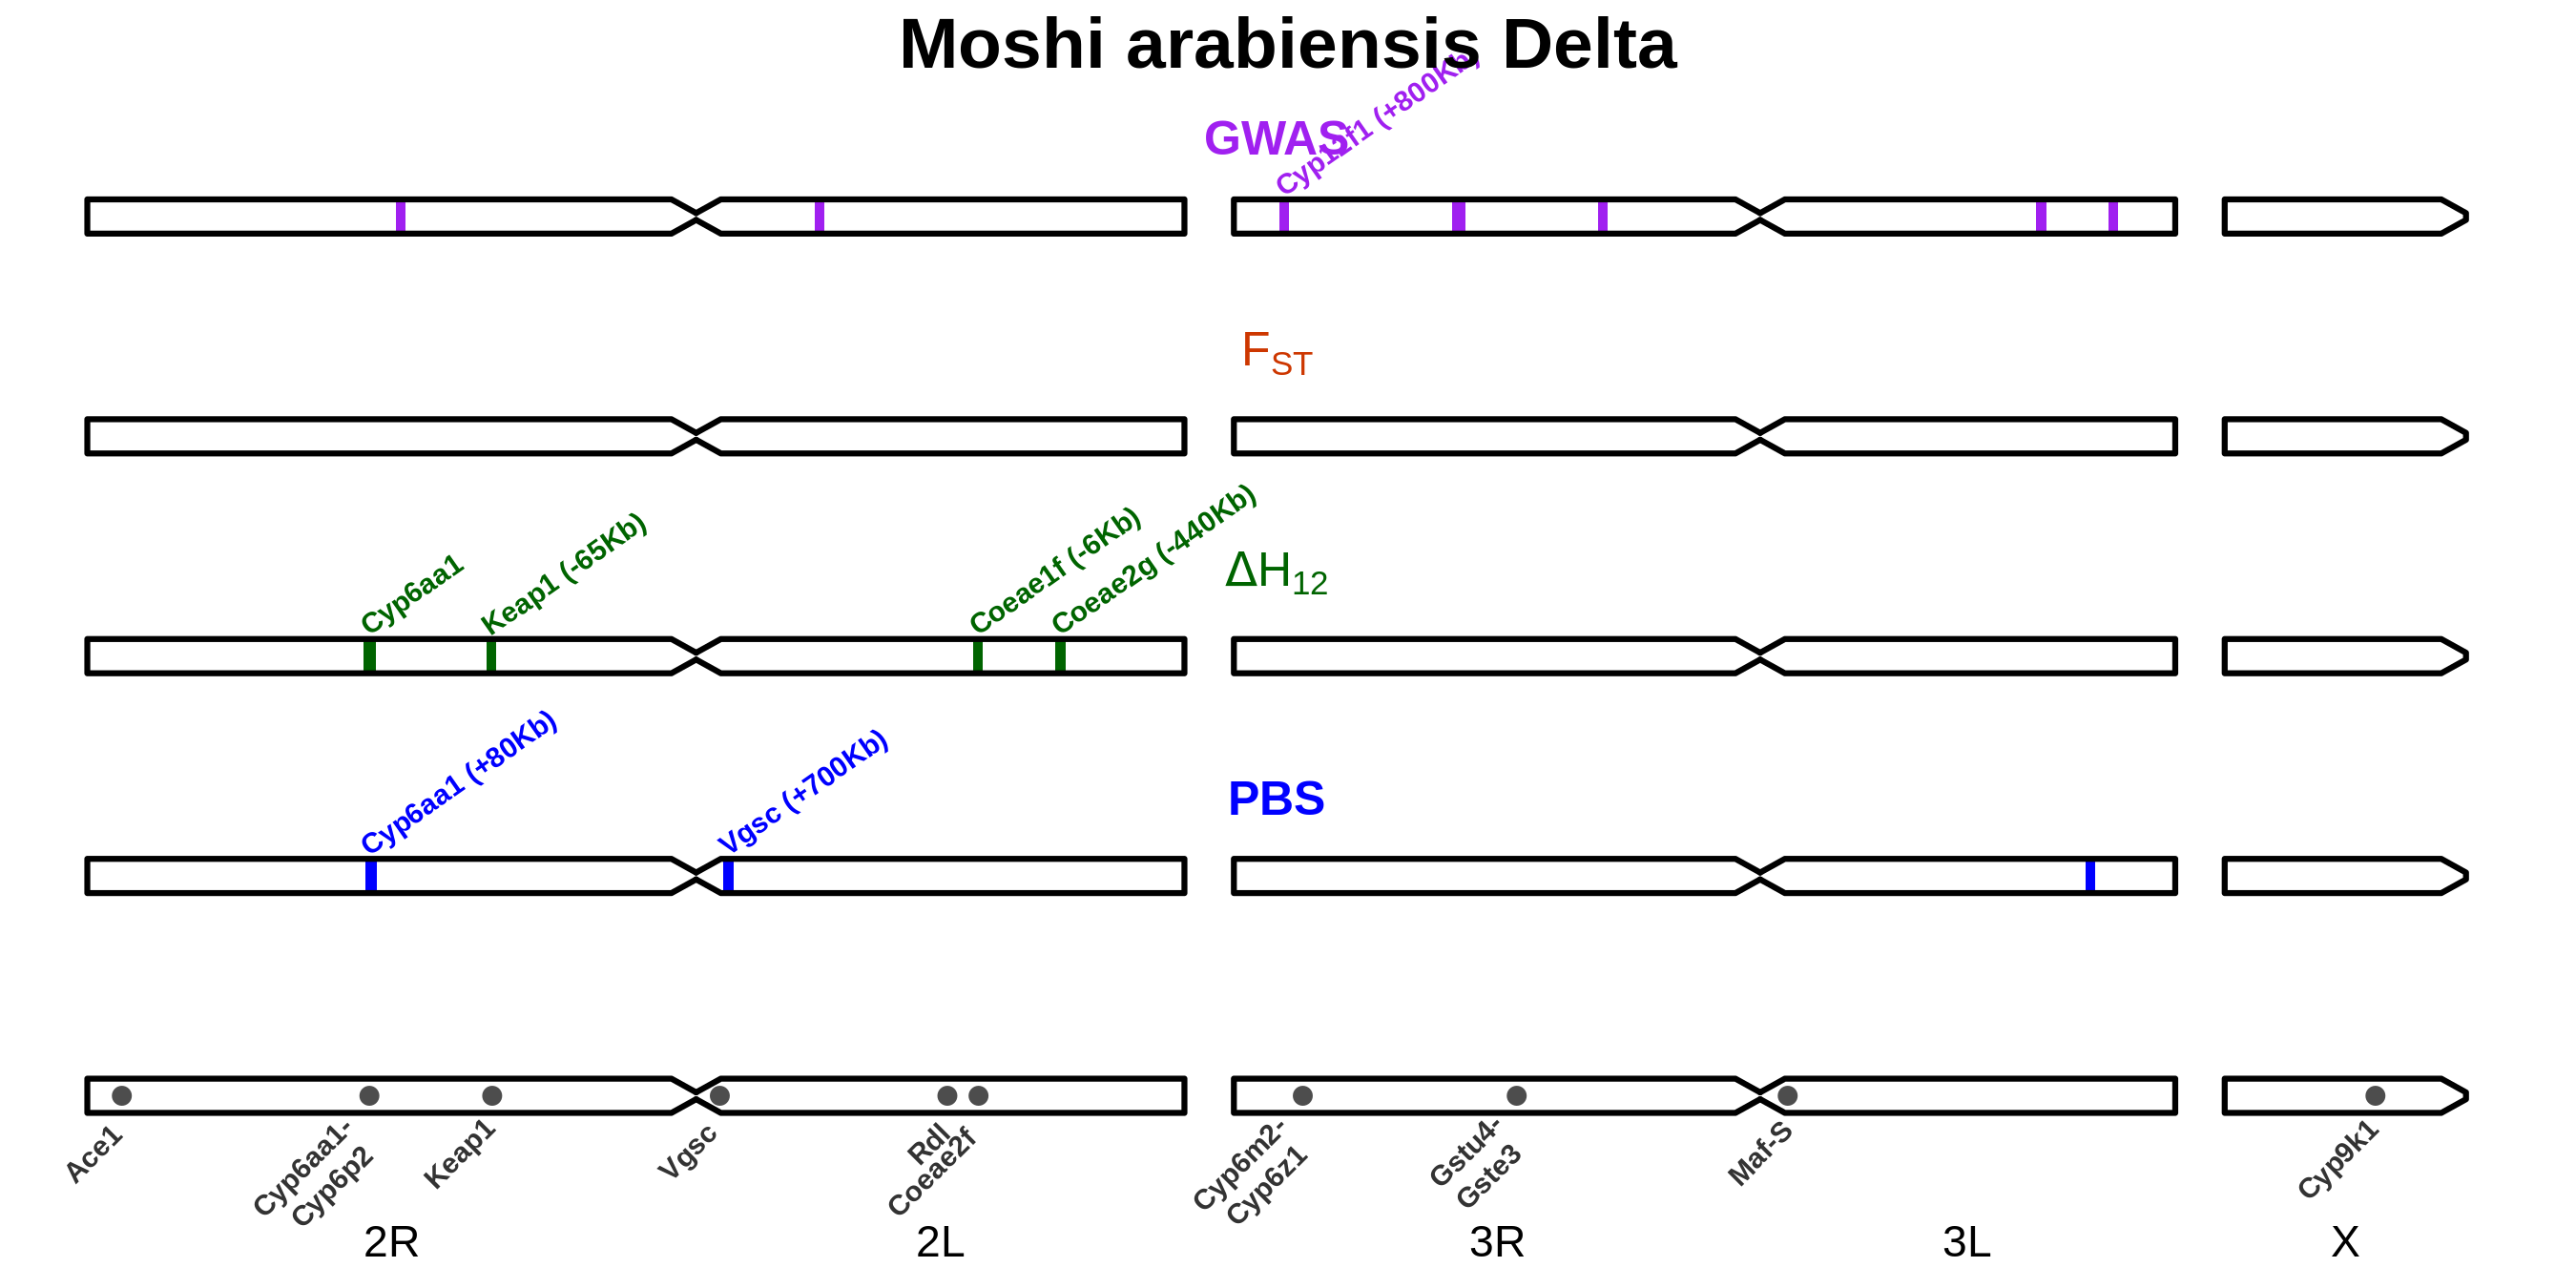 Moshi arabiensis Delta
GWAS
Cyp12f1 (+800Kb)
FST
ΔH12
Cyp6aa1
Keap1 (-65Kb)
Coeae1f (-6Kb)
Coeae2g (-440Kb)
PBS
Cyp6aa1 (+80Kb)
Vgsc (+700Kb)
Ace1
Cyp6aa1-
Cyp6p2
Keap1
Vgsc
Rdl
Coeae2f
Cyp6m2-
Cyp6z1
Gstu4-
Gste3
Maf-S
Cyp9k1
2R
2L
3R
3L
X